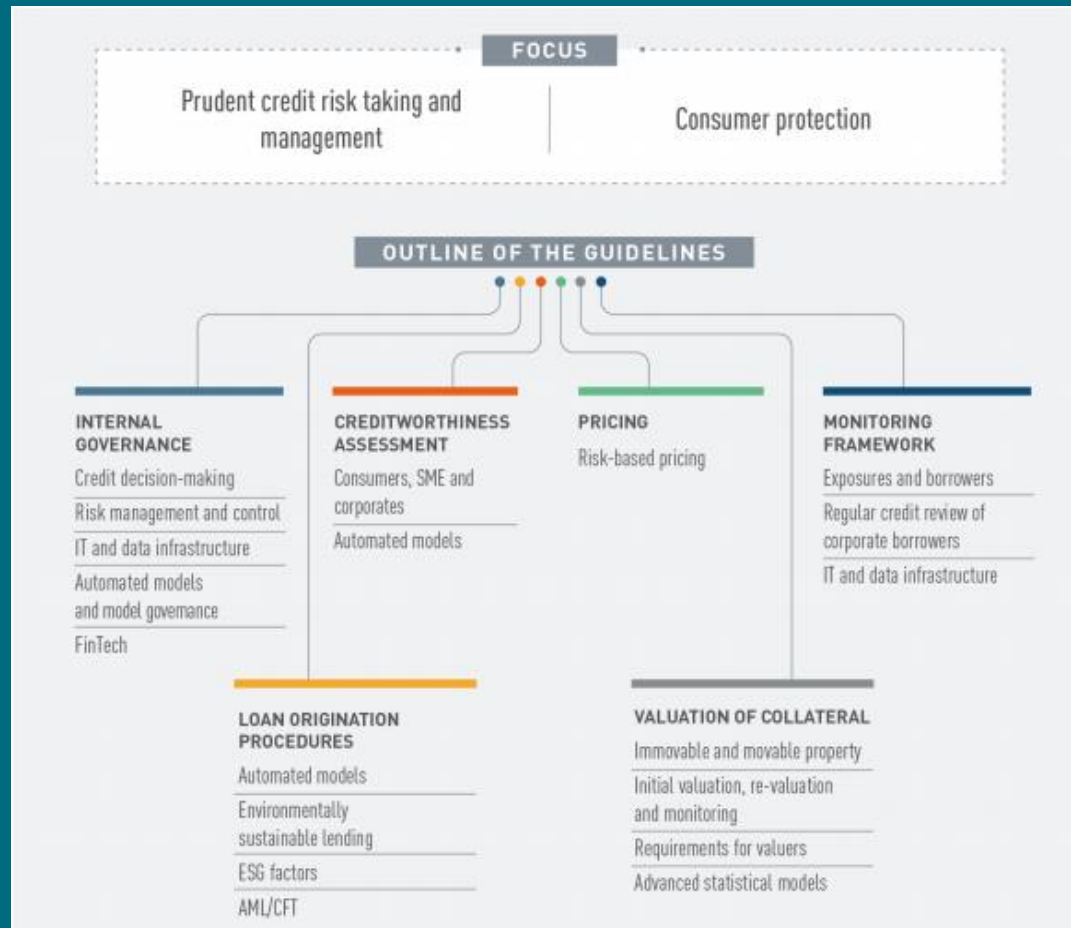 FOCUS
Prudent credit risk taking and
management
Consumer protection
OUTLINE OF THE GUIDELINES
INTERNAL
GOVERNANCE
Credit decision-making
Risk management and control
IT and data infrastructure
Automated models
and model governance
FinTech
CREDITWORTHINESS
ASSESSMENT
Consumers, SME and
corporates
Automated models
PRICING
Risk-based pricing
MONITORING
FRAMEWORK
Exposures and borrowers
Regular credit review of
corporate borrowers
IT and data infrastructure
LOAN ORIGINATION
PROCEDURES
Automated models
Environmentally
sustainable lending
ESG factors
AML/CFT
VALUATION OF COLLATERAL
Immovable and movable property
Initial valuation, re-valuation
and monitoring
Requirements for valuers
Advanced statistical models